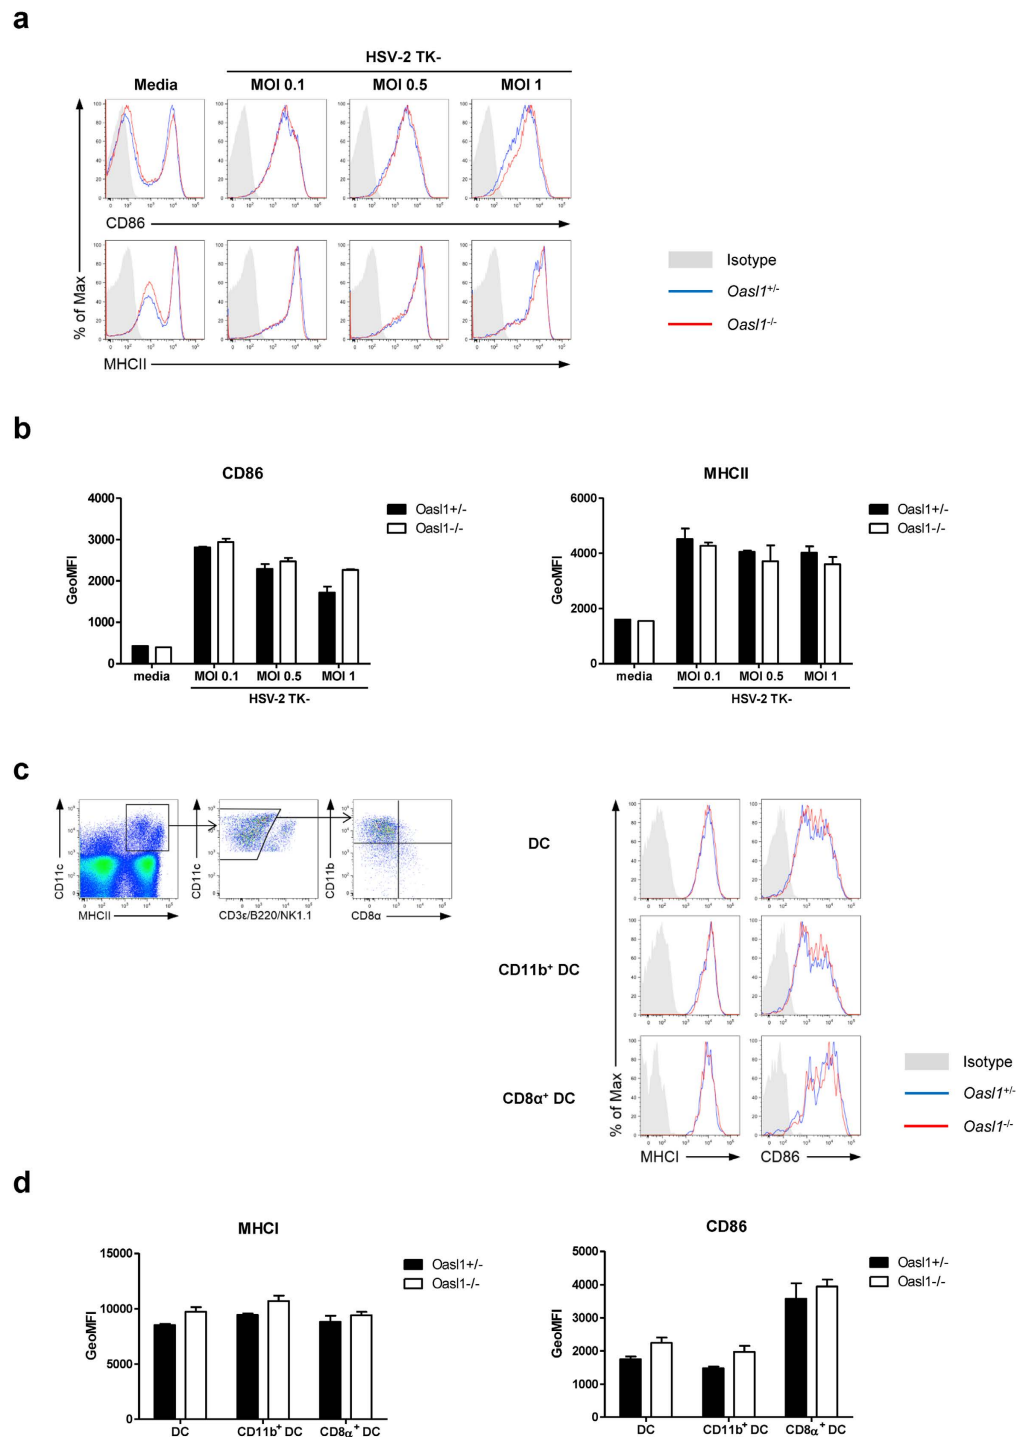 a
HSV-2 TK-
Media MOI 0.1 MOI 0.5 MOI 1
CD86
% of Max
MHCII
Isotype
Oasl1+/-
Oasl1-/-
b
CD86
4000
3000
2000
1000
0
GeoMFI
media MOI 0.1 MOI 0.5 MOI 1
HSV-2 TK-
Oasl1+/-
Oasl1-/-
MHCII
6000
4000
2000
0
GeoMFI
media MOI 0.1 MOI 0.5 MOI 1
HSV-2 TK-
Oasl1+/-
Oasl1-/-
c
CD11c
MHCII
CD11c
CD3ε/B220/NK1.1
CD11b
CD8α
DC
CD11b+ DC
CD8α+ DC
% of Max
MHCI CD86
Isotype
Oasl1+/-
Oasl1-/-
d
MHCI
15000
10000
5000
0
GeoMFI
DC CD11b+ DC CD8α+ DC
Oasl1+/-
Oasl1-/-
CD86
5000
4000
3000
2000
1000
0
GeoMFI
DC CD11b+ DC CD8α+ DC
Oasl1+/-
Oasl1-/-